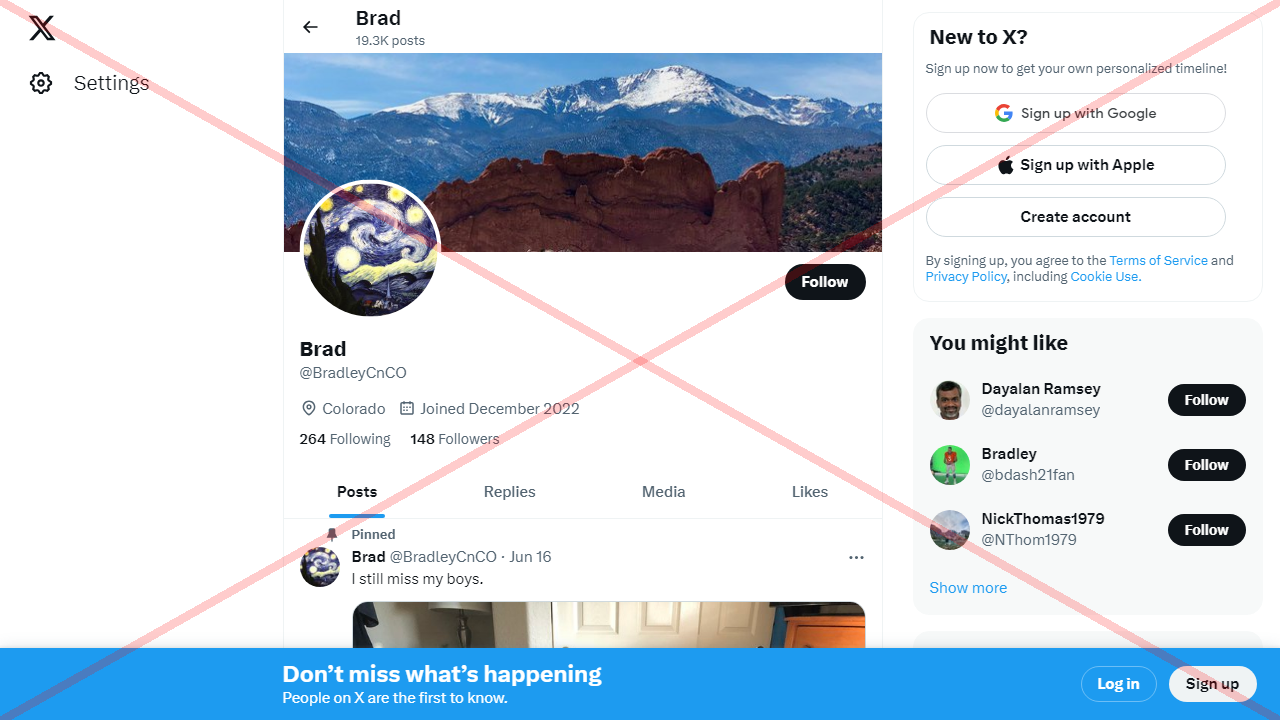 Settings
Brad
19.3K posts
Follow
Brad
@BradleyCnCO
Colorado Joined December 2022
264 Following 148 Followers
Posts Replies Media Likes
Pinned
Brad @BradleyCnCO · Jun 16
I still miss my boys.
New to X?
Sign up now to get your own personalized timeline!
Sign up with Google
Sign up with Apple
Create account
By signing up, you agree to the Terms of Service and
Privacy Policy, including Cookie Use.
You might like
Dayalan Ramsey
@dayalanramsey
Follow
Bradley
@bdash21fan
Follow
NickThomas1979
@NThom1979
Follow
Show more
Don’t miss what’s happening
People on X are the first to know.
Log in Sign up